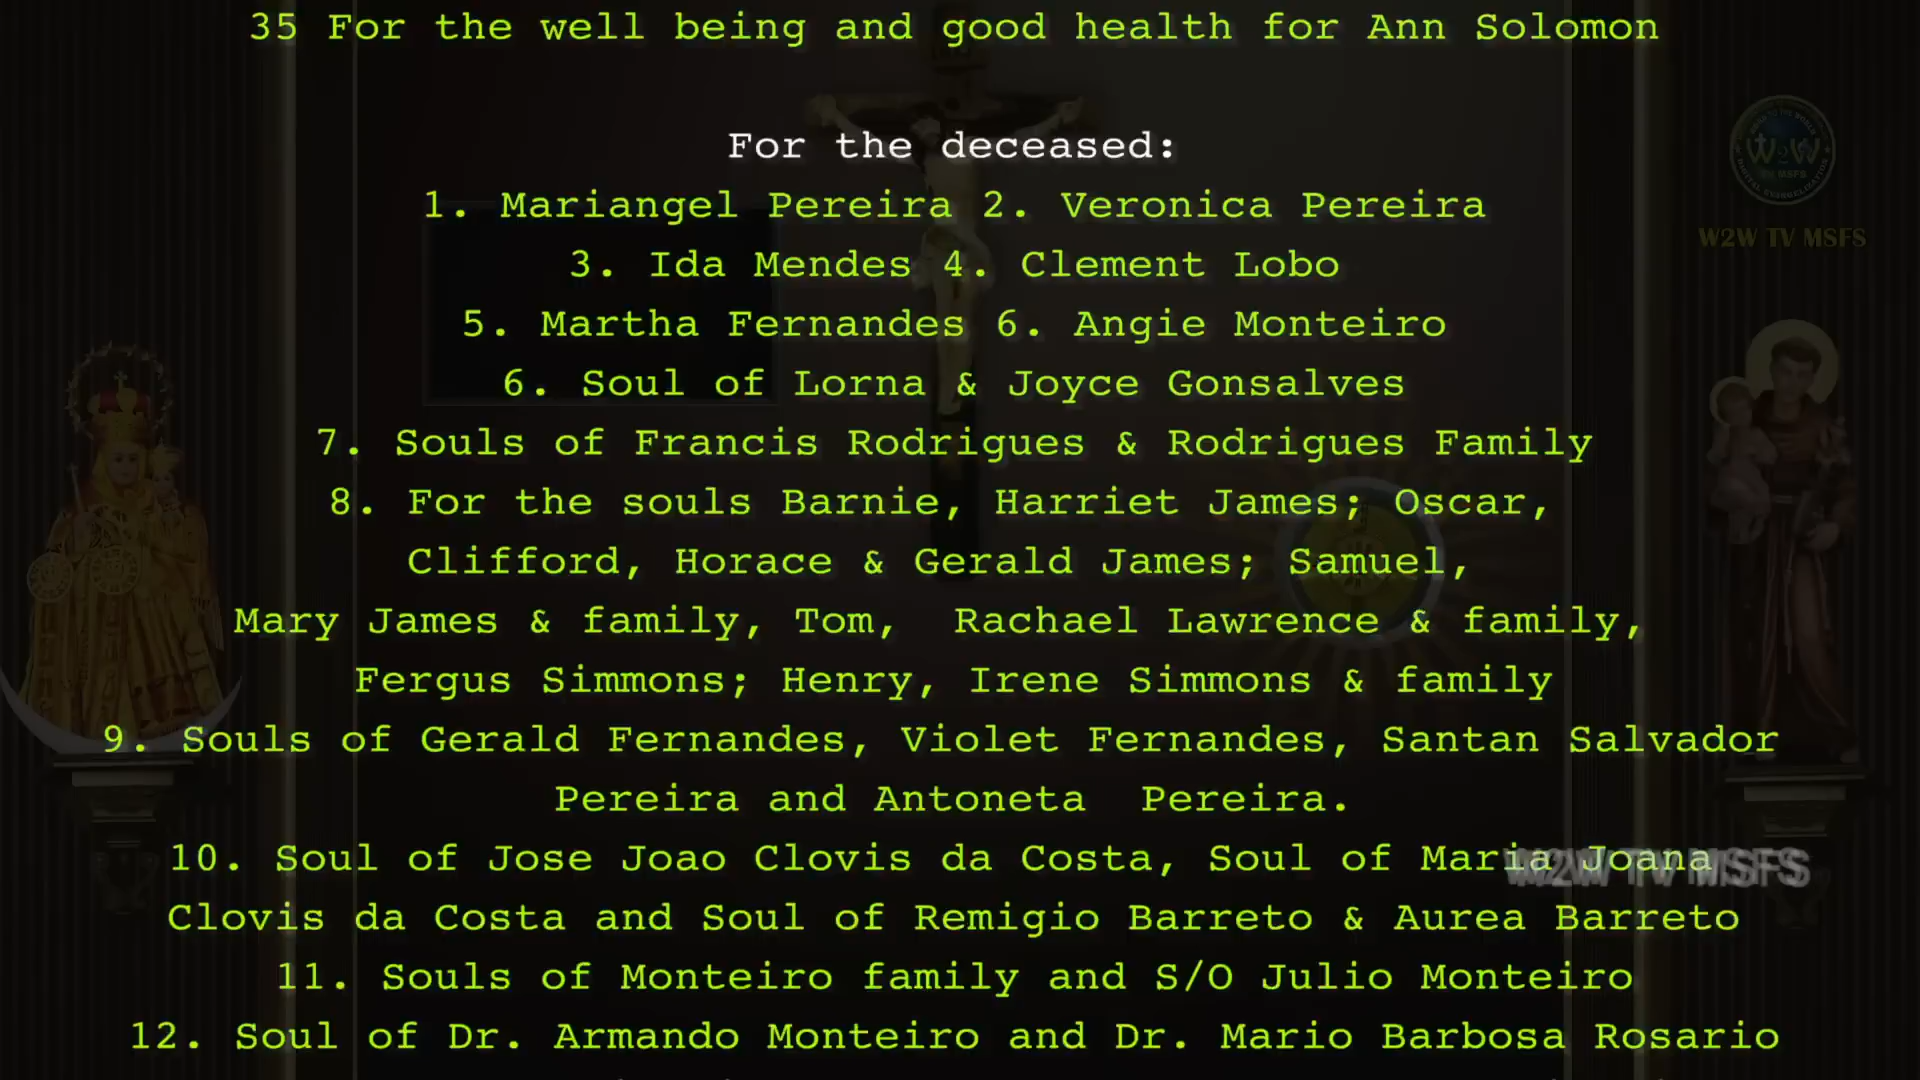 35 For the well being and good health for Ann Solomon
For the deceased:
1. Mariangel Pereira 2. Veronica Pereira
3. Ida Mendes 4. Clement Lobo
5. Martha Fernandes 6. Angie Monteiro
6. Soul of Lorna & Joyce Gonsalves
7. Souls of Francis Rodrigues & Rodrigues Family
8. For the souls Barnie, Harriet James; Oscar,
Clifford, Horace & Gerald James; Samuel,
Mary James & family, Tom,  Rachael Lawrence & family,
Fergus Simmons; Henry, Irene Simmons & family
9. Souls of Gerald Fernandes, Violet Fernandes, Santan Salvador
Pereira and Antoneta  Pereira.
10. Soul of Jose Joao Clovis da Costa, Soul of Maria Joana
Clovis da Costa and Soul of Remigio Barreto & Aurea Barreto
11. Souls of Monteiro family and S/O Julio Monteiro
12. Soul of Dr. Armando Monteiro and Dr. Mario Barbosa Rosario
W2W
MSFS
W2W TV MSFS
W2W TV MSFS